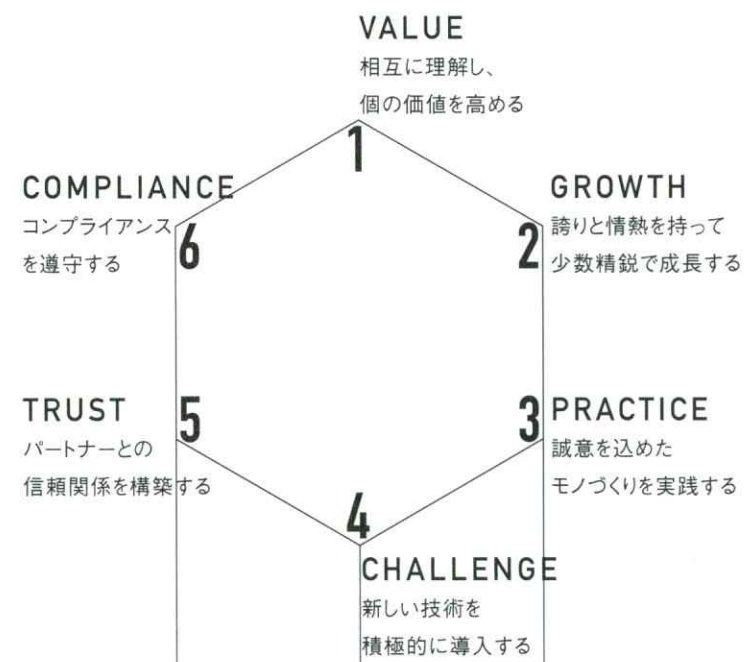 VALUE
相互に理解し、
個の価値を高める
1
GROWTH
誇りと情熱を持って
少数精鋭で成長する
2
PRACTICE
誠意を込めた
モノづくりを実践する
3
4
CHALLENGE
新しい技術を
積極的に導入する
TRUST
パートナーとの
信頼関係を構築する
5
COMPLIANCE
コンプライアンス
を遵守する
6